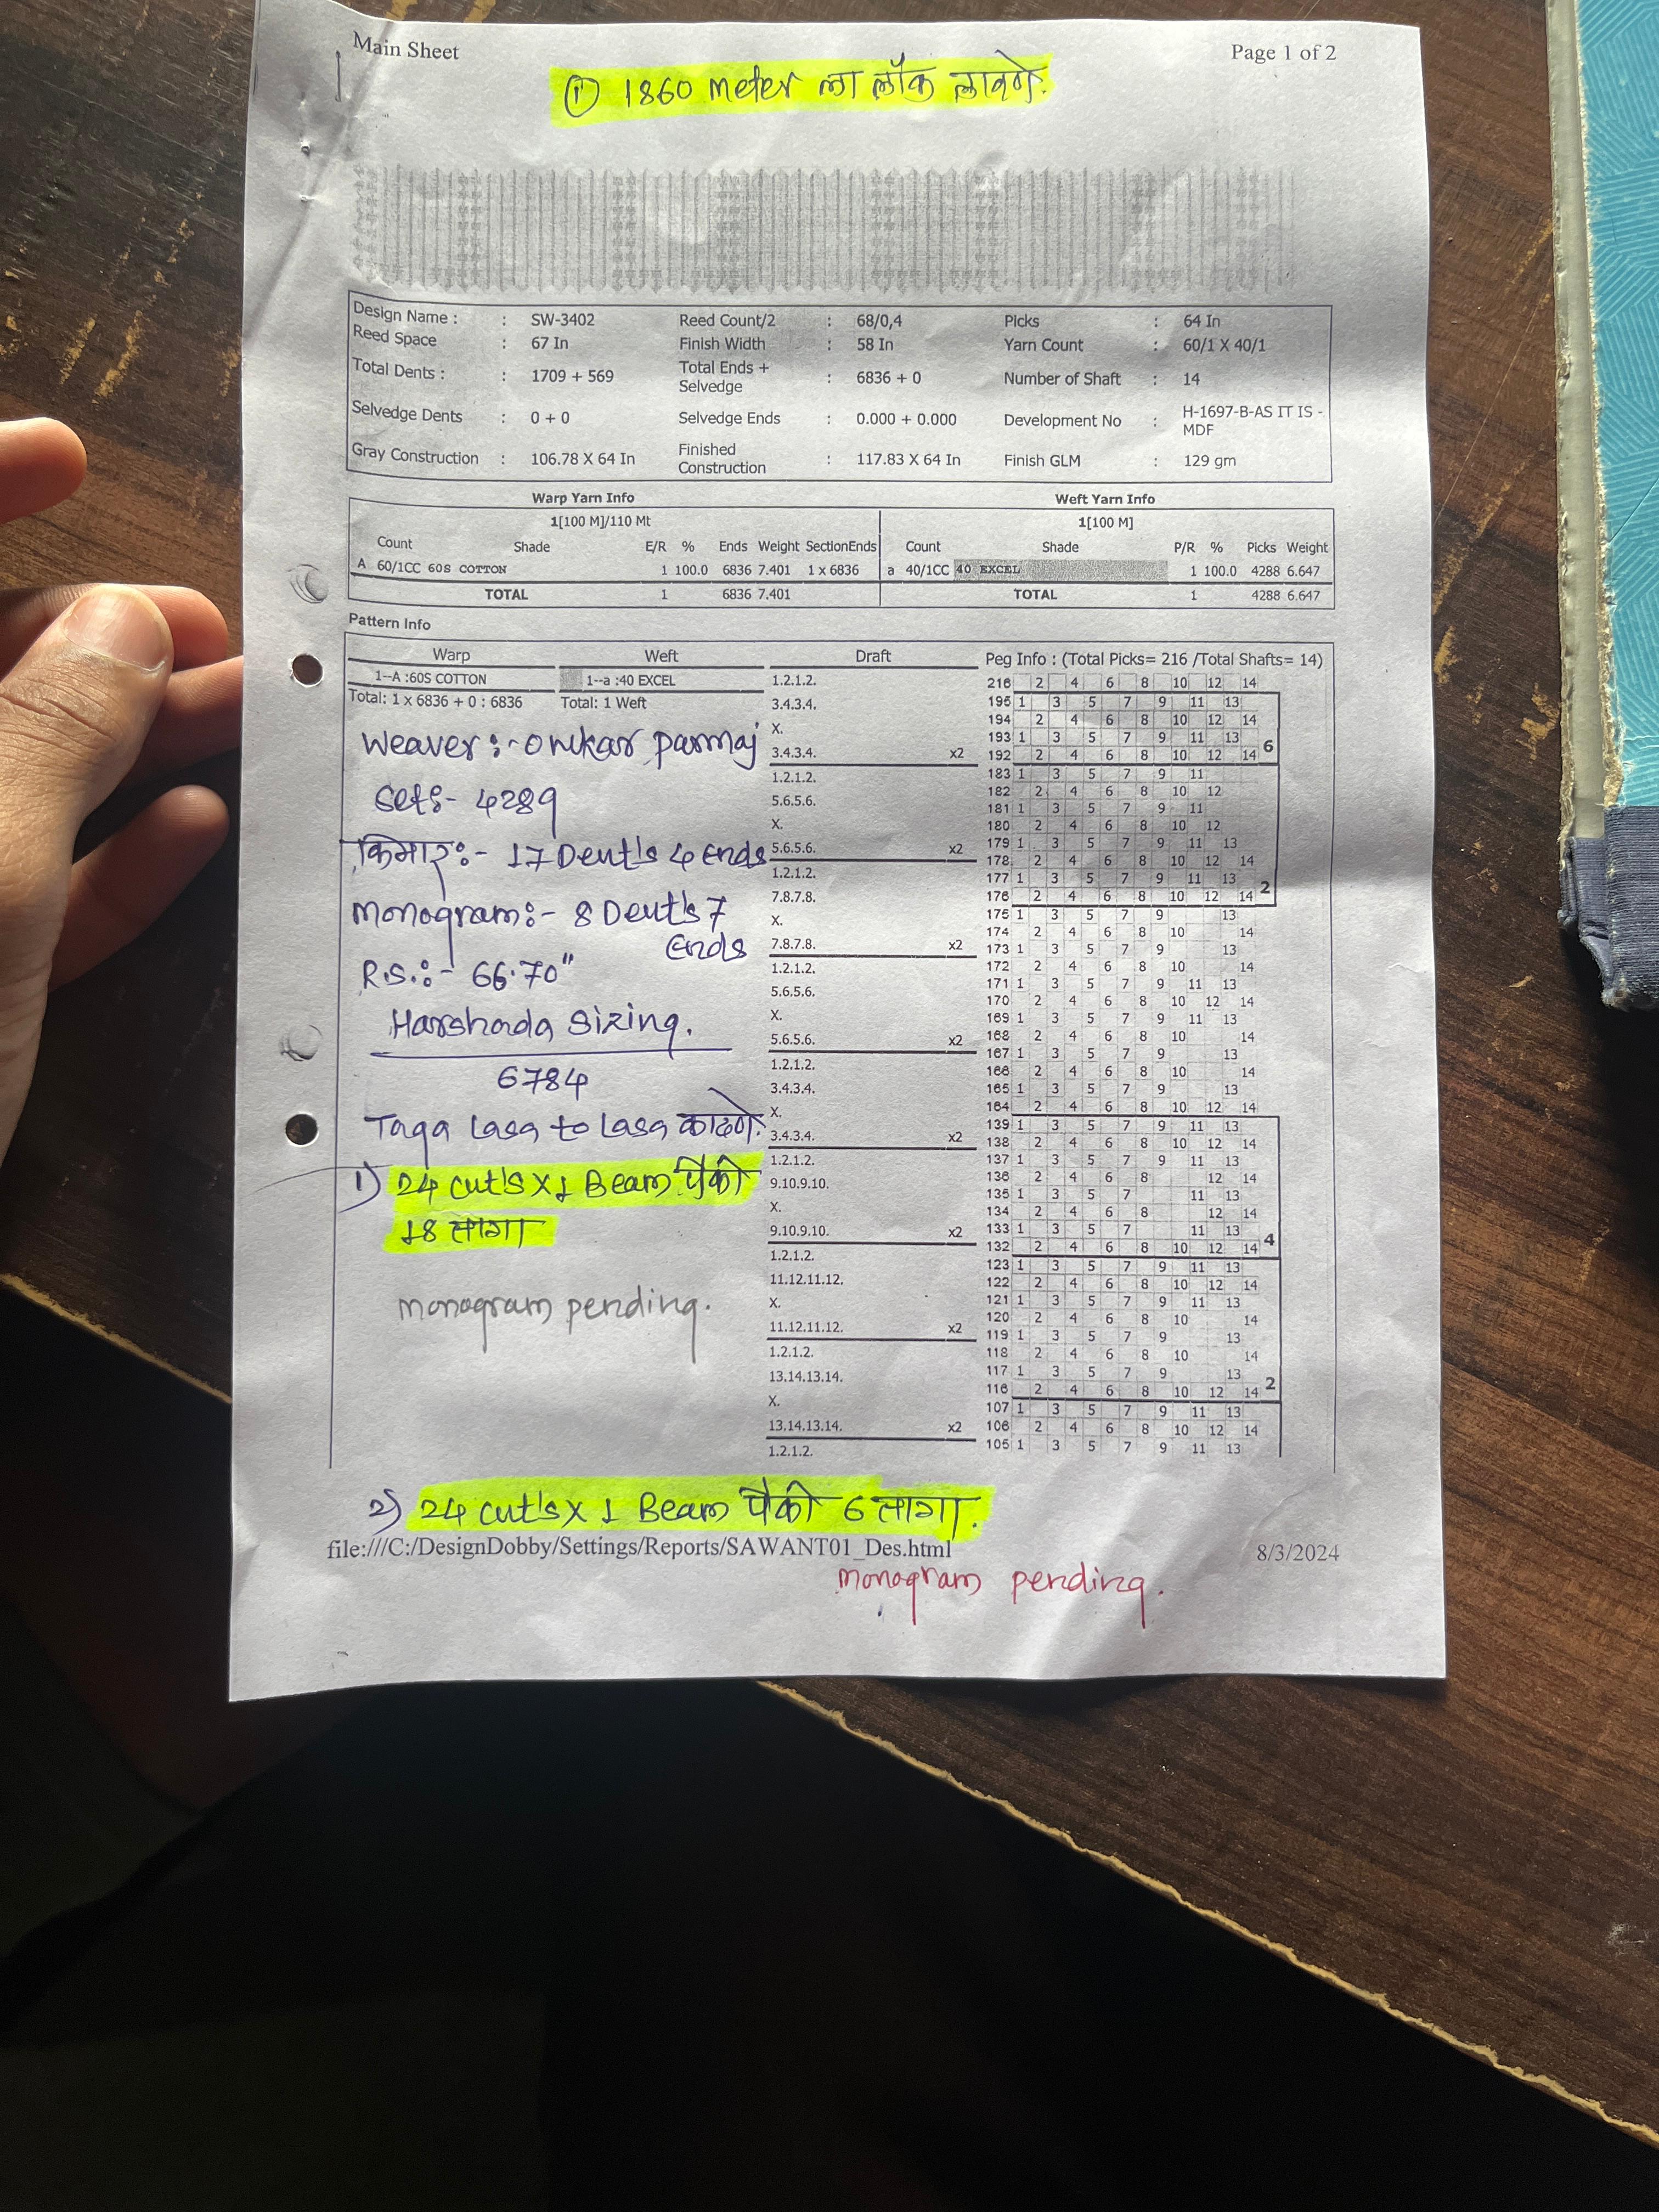 Main Sheet
Page 1 of 2
① 1860 meter ला लॉक लावणे.
Design Name : : SW-3402 Reed Count/2 : 68/0,4 Picks : 64 In
Reed Space : 67 In Finish Width : 58 In Yarn Count : 60/1 X 40/1
Total Dents : : 1709 + 569 Total Ends + Selvedge : 6836 + 0 Number of Shaft : 14
Selvedge Dents : 0 + 0 Selvedge Ends : 0.000 + 0.000 Development No : H-1697-B-AS IT IS - MDF
Gray Construction : 106.78 X 64 In Finished Construction : 117.83 X 64 In Finish GLM : 129 gm
Warp Yarn Info Weft Yarn Info
1[100 M]/110 Mt 1[100 M]
Count Shade E/R % Ends Weight SectionEnds Count Shade P/R % Picks Weight
A 60/1CC 60S COTTON 1 100.0 6836 7.401 1 x 6836 a 40/1CC 40 EXCEL 1 100.0 4288 6.647
TOTAL 1 6836 7.401 TOTAL 1 4288 6.647
Pattern Info
Warp Weft
1--A :60S COTTON 1--a :40 EXCEL
Total: 1 x 6836 + 0 : 6836 Total: 1 Weft
Weaver :- Omkar parmaj
Set :- 4289
किमार :- 17 Dent's 4 Ends
monogram :- 8 Dent's 7
Ends
R.S. :- 66.70"
Harshada Sizing.
6784
Taga Lasa to Lasa काढणे.
1) 24 cut's x 1 Beam पैकी
18 तागा
monogram pending.
Draft
1.2.1.2.
3.4.3.4.
X.
3.4.3.4. x2
1.2.1.2.
5.6.5.6.
X.
5.6.5.6. x2
1.2.1.2.
7.8.7.8.
X.
7.8.7.8. x2
1.2.1.2.
5.6.5.6.
X.
5.6.5.6. x2
1.2.1.2.
3.4.3.4.
X.
3.4.3.4. x2
1.2.1.2.
9.10.9.10.
X.
9.10.9.10. x2
1.2.1.2.
11.12.11.12.
X.
11.12.11.12. x2
1.2.1.2.
13.14.13.14.
X.
13.14.13.14. x2
1.2.1.2.
Peg Info : (Total Picks= 216 /Total Shafts= 14)
216 2 4 6 8 10 12 14
195 1 3 5 7 9 11 13
194 2 4 6 8 10 12 14
193 1 3 5 7 9 11 13
192 2 4 6 8 10 12 14 6
183 1 3 5 7 9 11
182 2 4 6 8 10 12
181 1 3 5 7 9 11
180 2 4 6 8 10 12
179 1 3 5 7 9 11 13
178 2 4 6 8 10 12 14
177 1 3 5 7 9 11 13
176 2 4 6 8 10 12 14 2
175 1 3 5 7 9 13
174 2 4 6 8 10 14
173 1 3 5 7 9 13
172 2 4 6 8 10 14
171 1 3 5 7 9 11 13
170 2 4 6 8 10 12 14
169 1 3 5 7 9 11 13
168 2 4 6 8 10 14
167 1 3 5 7 9 13
166 2 4 6 8 10 14
165 1 3 5 7 9 13
164 2 4 6 8 10 12 14
139 1 3 5 7 9 11 13
138 2 4 6 8 10 12 14
137 1 3 5 7 9 11 13
136 2 4 6 8 12 14
135 1 3 5 7 11 13
134 2 4 6 8 12 14
133 1 3 5 7 11 13
132 2 4 6 8 10 12 14 4
123 1 3 5 7 9 11 13
122 2 4 6 8 10 12 14
121 1 3 5 7 9 11 13
120 2 4 6 8 10 14
119 1 3 5 7 9 13
118 2 4 6 8 10 14
117 1 3 5 7 9 13
116 2 4 6 8 10 12 14 2
107 1 3 5 7 9 11 13
106 2 4 6 8 10 12 14
105 1 3 5 7 9 11 13
2) 24 cut's x 1 Beam पैकी 6 तागा.
file:///C:/DesignDobby/Settings/Reports/SAWANT01_Des.html
8/3/2024
monogram pending.